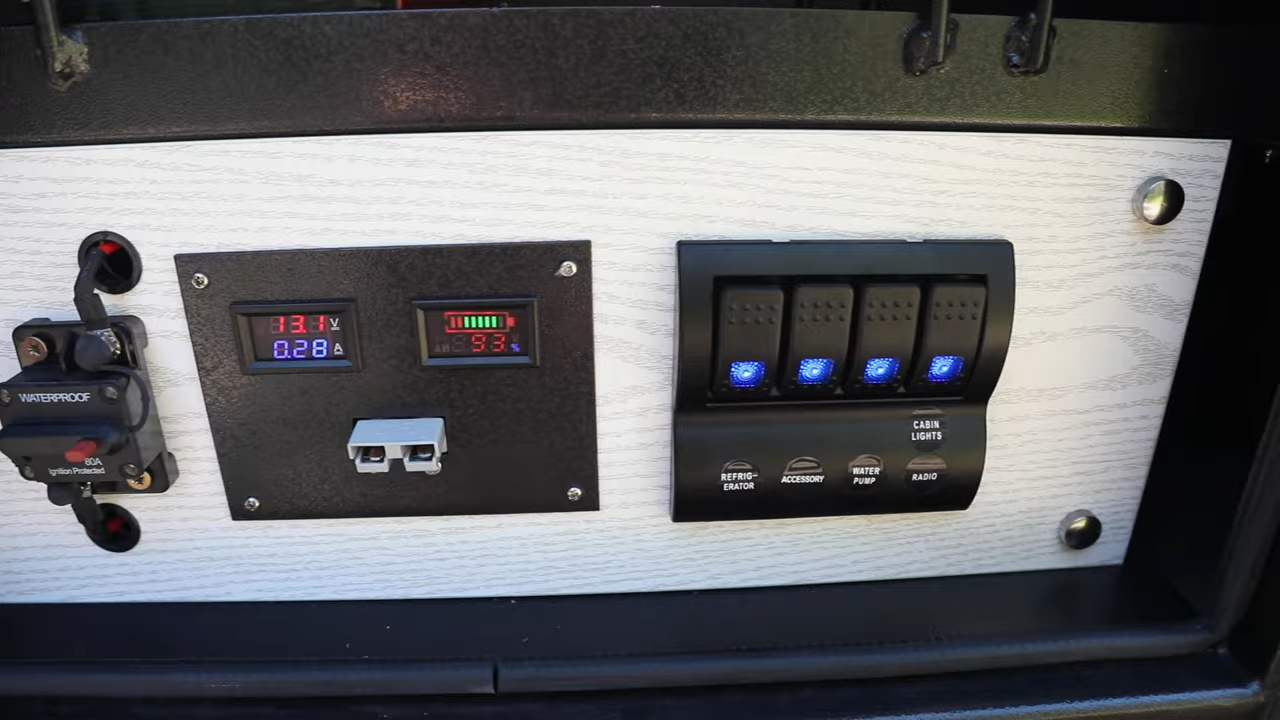 WATERPROOF
80A
Ignition Protected
13.1 V
0.28 A
93 %
CABIN
LIGHTS
REFRIG-
ERATOR
ACCESSORY
WATER
PUMP
RADIO